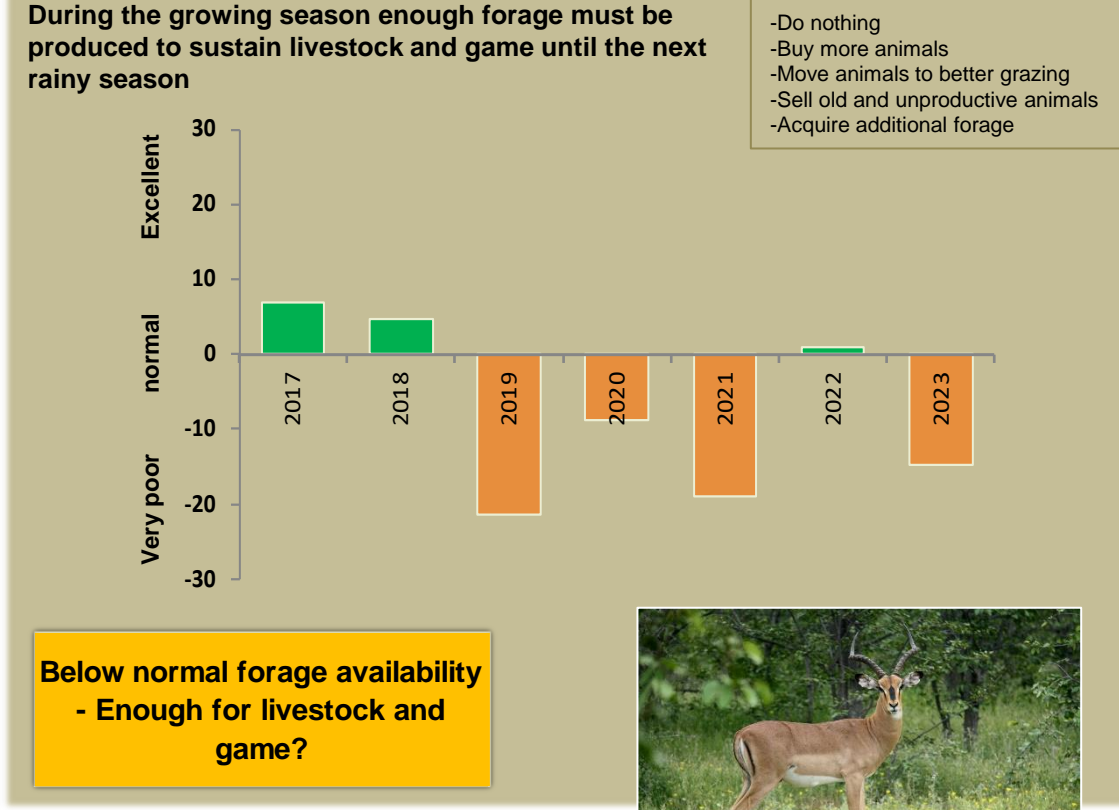 During the growing season enough forage must be
produced to sustain livestock and game until the next
rainy season
-Do nothing
-Buy more animals
-Move animals to better grazing
-Sell old and unproductive animals
-Acquire additional forage
Excellent
normal
Very poor
30
20
10
0
-10
-20
-30
2017
2018
2019
2020
2021
2022
2023
Below normal forage availability
- Enough for livestock and
game?